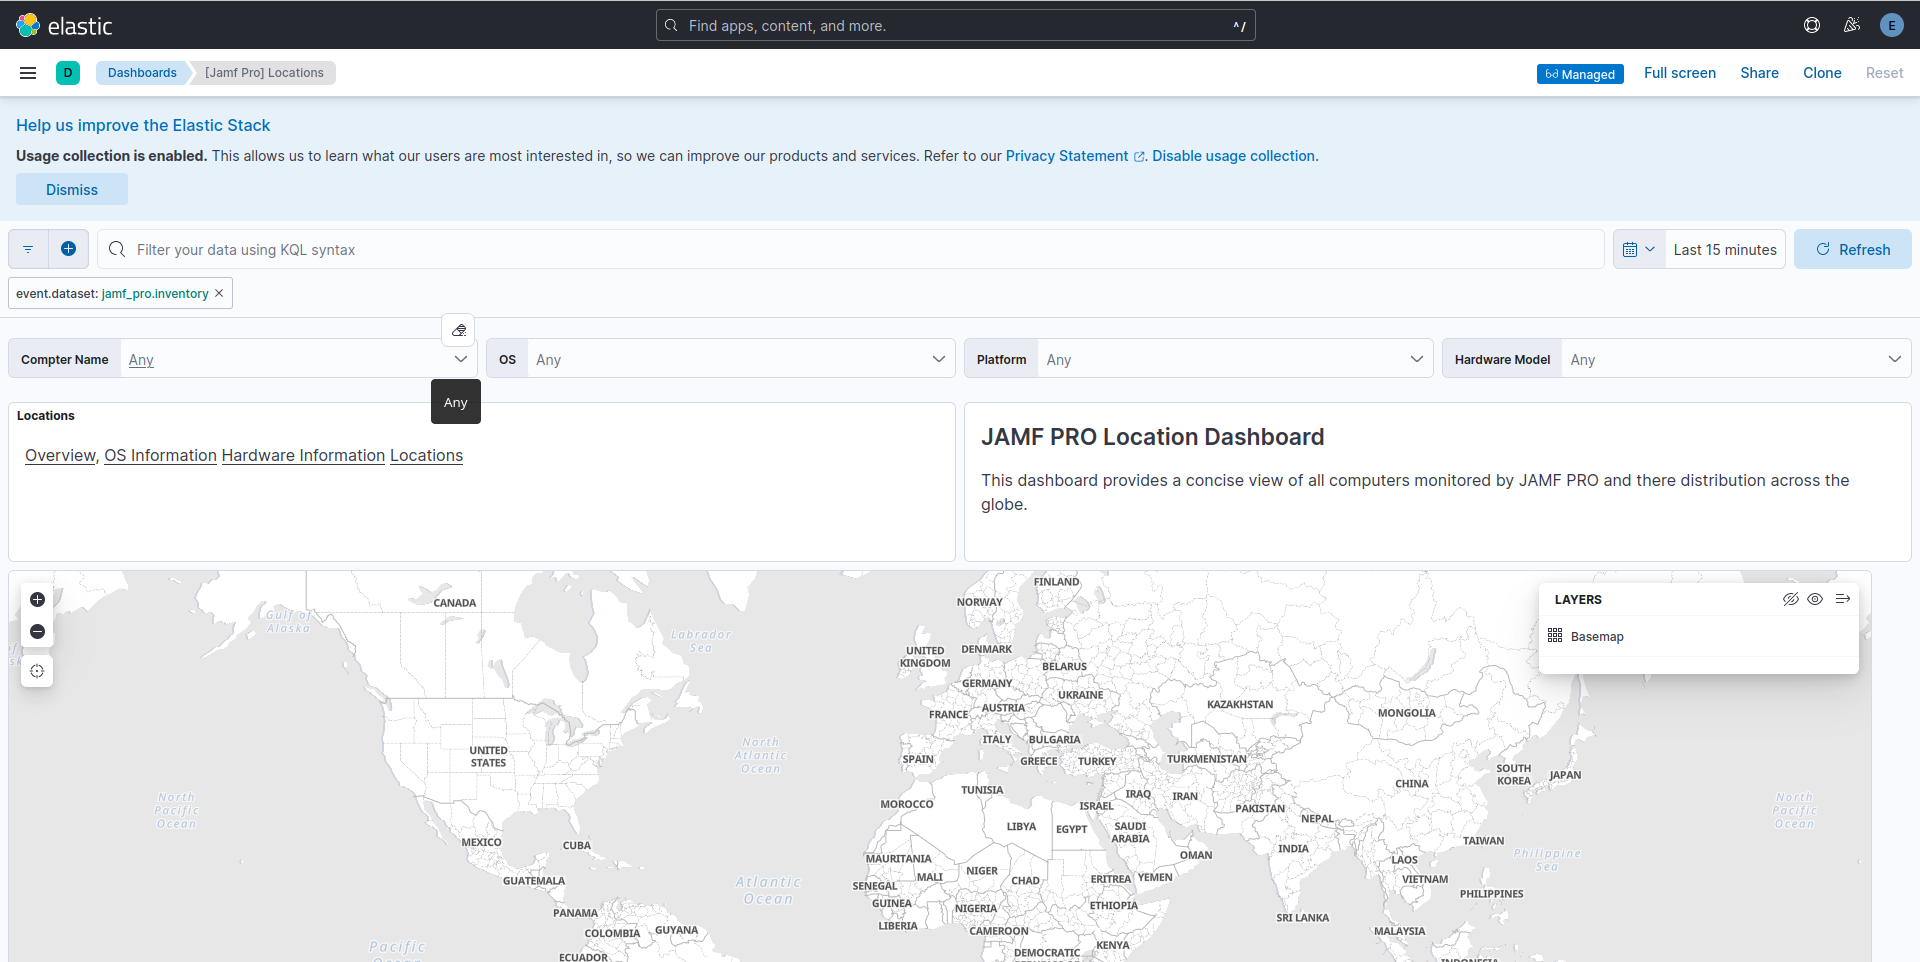 elastic
Find apps, content, and more.
^/
E
D
Dashboards
[Jamf Pro] Locations
Managed
Full screen
Share
Clone
Reset
Help us improve the Elastic Stack
Usage collection is enabled. This allows us to learn what our users are most interested in, so we can improve our products and services. Refer to our Privacy Statement. Disable usage collection.
Dismiss
Filter your data using KQL syntax
Last 15 minutes
Refresh
event.dataset: jamf_pro.inventory
Compter Name
Any
OS
Any
Platform
Any
Hardware Model
Any
Any
Locations
Overview, OS Information Hardware Information Locations
JAMF PRO Location Dashboard
This dashboard provides a concise view of all computers monitored by JAMF PRO and there distribution across the
globe.
LAYERS
Basemap
FINLAND
NORWAY
CANADA
Gulf of
Alaska
Labrador
Sea
UNITED
KINGDOM
DENMARK
BELARUS
GERMANY
UKRAINE
AUSTRIA
FRANCE
KAZAKHSTAN
MONGOLIA
ITALY
BULGARIA
UNITED
STATES
North
Atlantic
Ocean
SPAIN
GREECE
TURKEY
TURKMENISTAN
SOUTH
KOREA
JAPAN
CHINA
TUNISIA
IRAQ
IRAN
North
Pacific
Ocean
MOROCCO
ISRAEL
PAKISTAN
North
Pacific
Ocean
NEPAL
LIBYA
EGYPT
SAUDI
ARABIA
MEXICO
CUBA
TAIWAN
INDIA
OMAN
Philippine
Sea
MAURITANIA
LAOS
NIGER
MALI
CHAD
ERITREA
YEMEN
VIETNAM
GUATEMALA
Atlantic
Ocean
SENEGAL
PHILIPPINES
GUINEA
NIGERIA
ETHIOPIA
PANAMA
SRI LANKA
LIBERIA
CAMEROON
COLOMBIA
GUYANA
MALAYSIA
KENYA
Pacific
Ocean
ECUADOR
DEMOCRATIC
INDONESIA